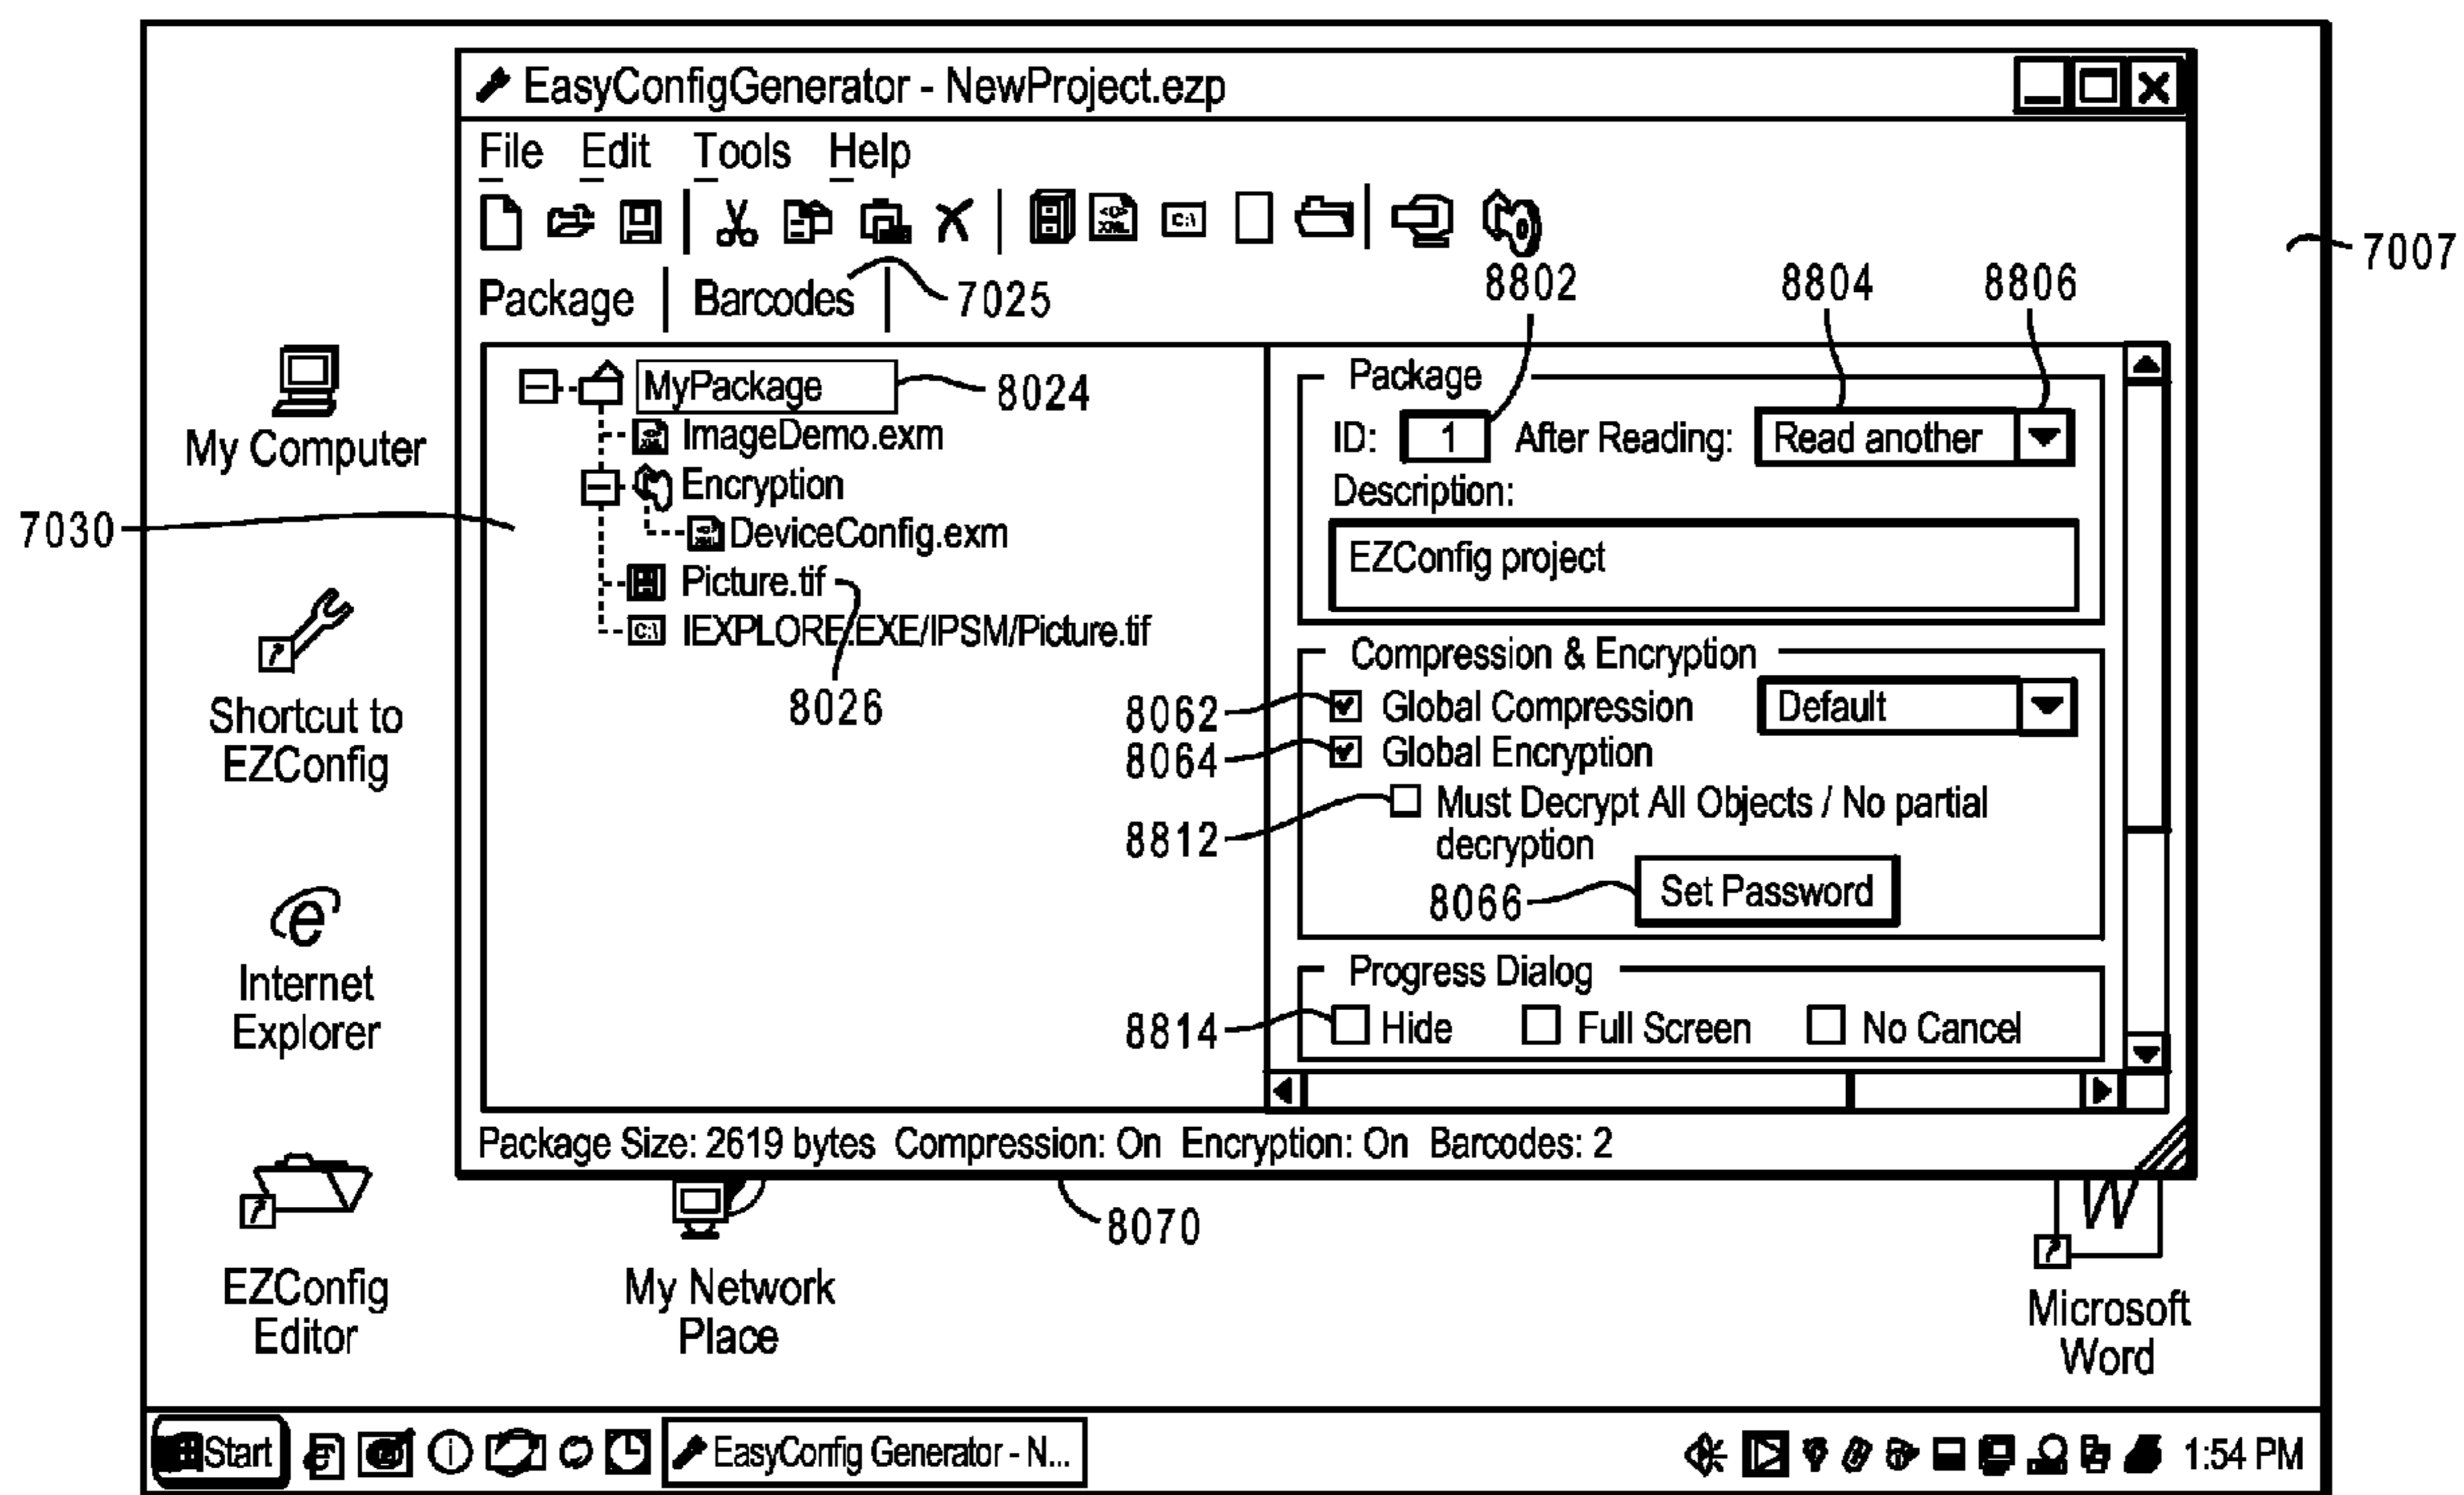 EasyConfigGenerator - NewProject.ezp
File Edit Tools Help
XML C:\
7007
Package Barcodes 7025 8802 8804 8806
MyPackage 8024
ImageDemo.exm
Encryption
DeviceConfig.exm
Picture.tif
C:\ IEXPLORE.EXE/IPSM/Picture.tif
8026
7030
Package
ID: 1 After Reading: Read another
Description:
EZConfig project
Compression & Encryption
8062 Global Compression Default
8064 Global Encryption
8812 Must Decrypt All Objects / No partial
decryption
8066 Set Password
Progress Dialog
8814 Hide Full Screen No Cancel
Package Size: 2619 bytes Compression: On Encryption: On Barcodes: 2
8070
My Computer
Shortcut to
EZConfig
Internet
Explorer
EZConfig
Editor
My Network
Place
W
Microsoft
Word
Start EasyConfig Generator - N... 1:54 PM